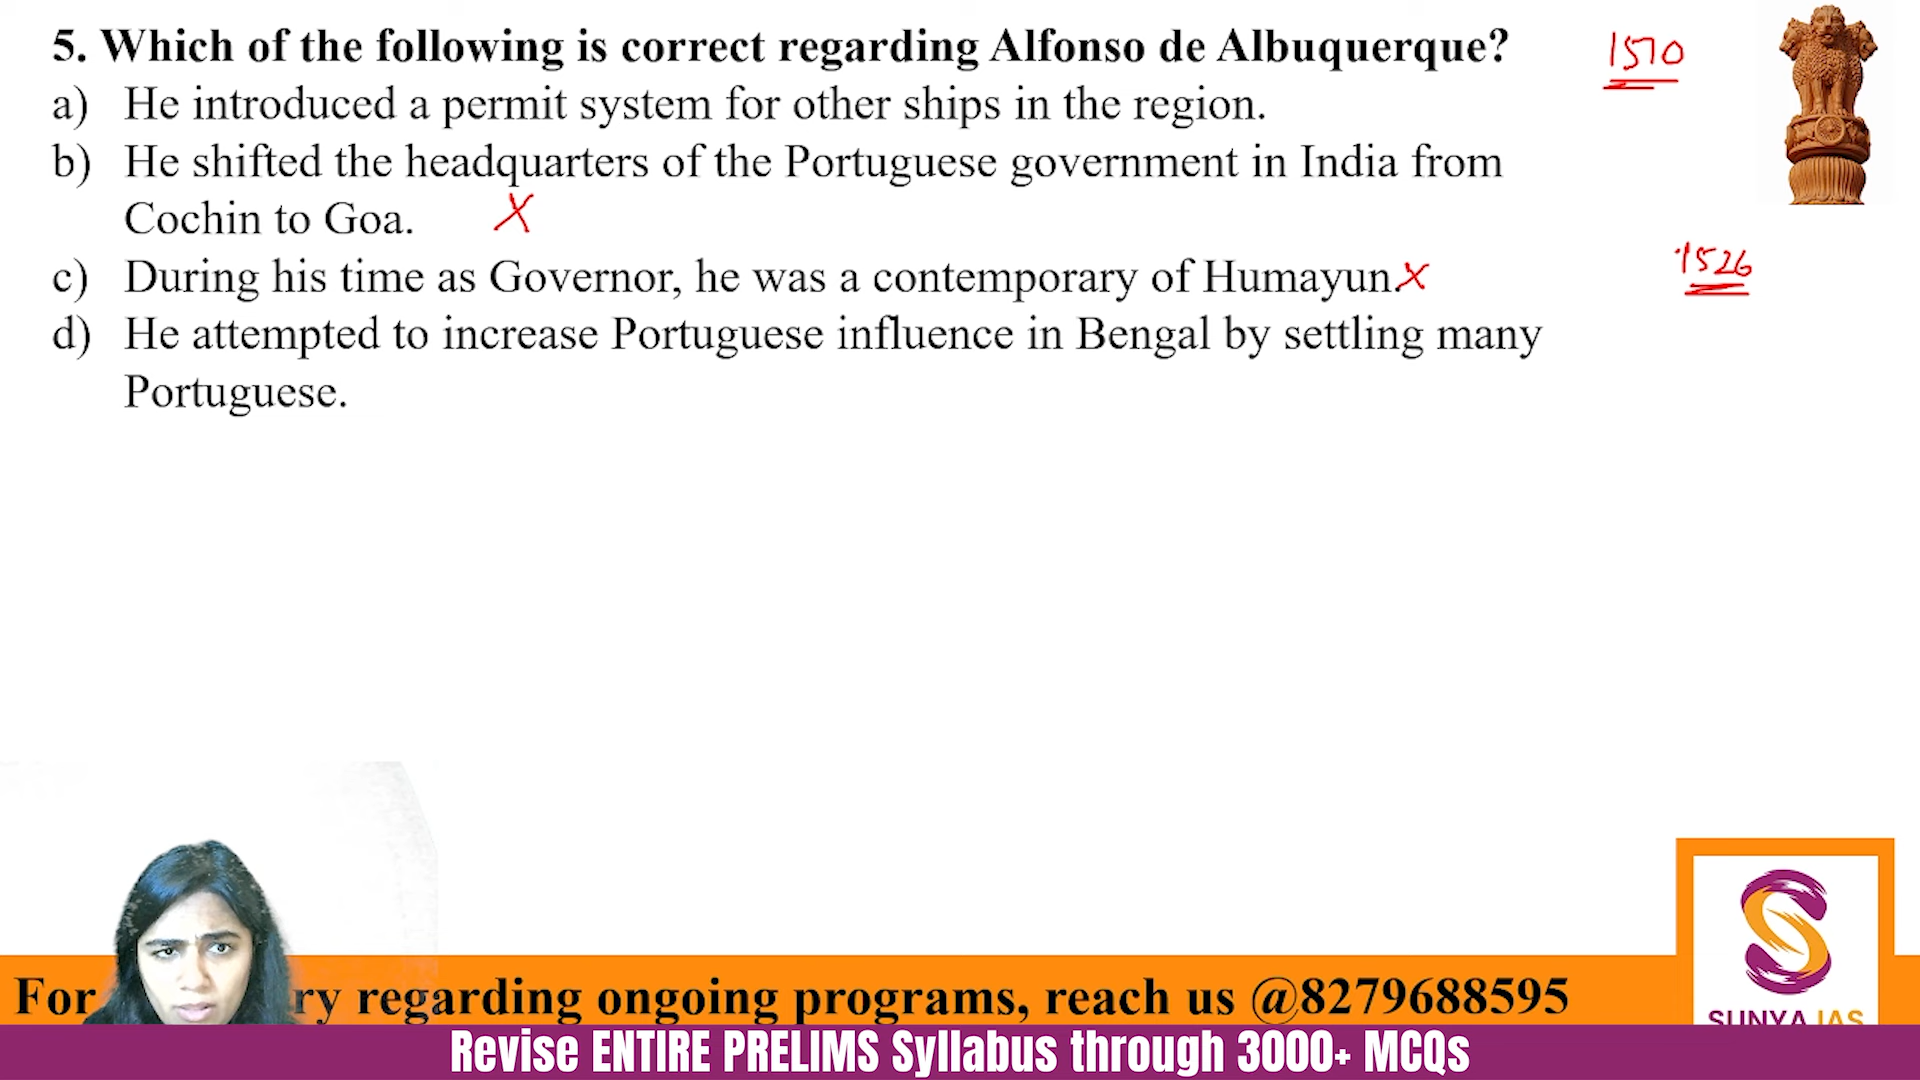 5. Which of the following is correct regarding Alfonso de Albuquerque?
1510
a) He introduced a permit system for other ships in the region.
b) He shifted the headquarters of the Portuguese government in India from
Cochin to Goa. X
c) During his time as Governor, he was a contemporary of Humayun. X
1526
d) He attempted to increase Portuguese influence in Bengal by settling many
Portuguese.
For ry regarding ongoing programs, reach us @8279688595
SUNYA IAS
Revise ENTIRE PRELIMS Syllabus through 3000+ MCQs